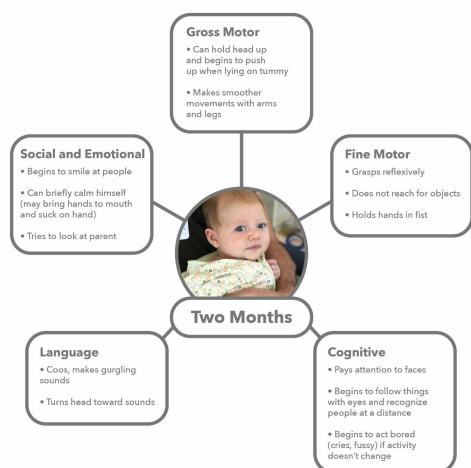 Gross Motor
• Can hold head up
and begins to push
up when lying on tummy
• Makes smoother
movements with arms
and legs
Social and Emotional
• Begins to smile at people
• Can briefly calm himself
(may bring hands to mouth
and suck on hand)
• Tries to look at parent
Fine Motor
• Grasps reflexively
• Does not reach for objects
• Holds hands in fist
Two Months
Language
• Coos, makes gurgling
sounds
• Turns head toward sounds
Cognitive
• Pays attention to faces
• Begins to follow things
with eyes and recognize
people at a distance
• Begins to act bored
(cries, fussy) if activity
doesn't change